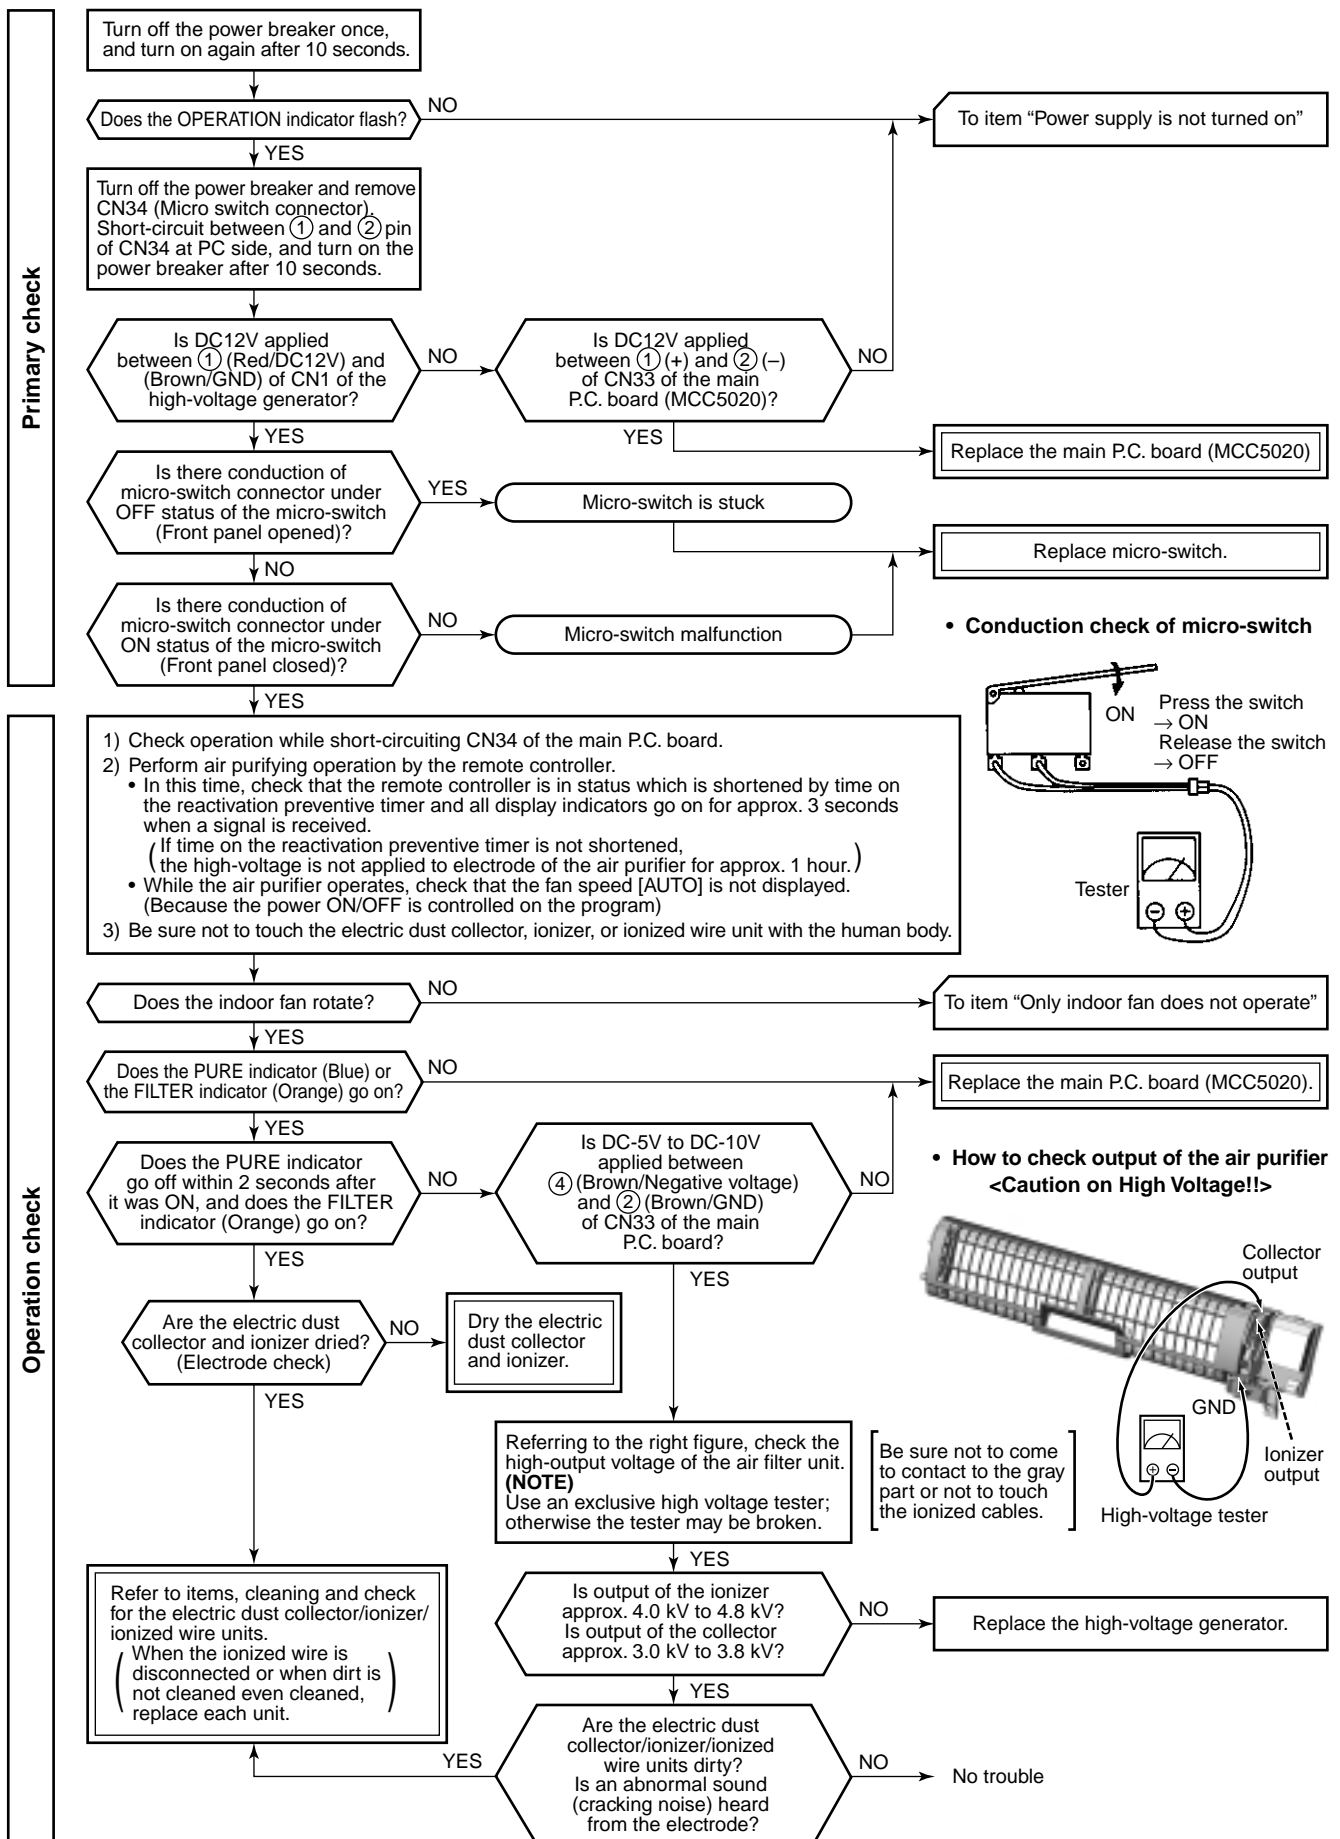 Primary check
Turn off the power breaker once,
and turn on again after 10 seconds.
Does the OPERATION indicator flash?
NO
To item “Power supply is not turned on”
YES
Turn off the power breaker and remove
CN34 (Micro switch connector).
Short-circuit between ① and ② pin
of CN34 at PC side, and turn on the
power breaker after 10 seconds.
Is DC12V applied
between ① (Red/DC12V) and
(Brown/GND) of CN1 of the
high-voltage generator?
NO
Is DC12V applied
between ① (+) and ② (–)
of CN33 of the main
P.C. board (MCC5020)?
NO
YES
YES
Replace the main P.C. board (MCC5020)
Is there conduction of
micro-switch connector under
OFF status of the micro-switch
(Front panel opened)?
YES
Micro-switch is stuck
Replace micro-switch.
NO
Is there conduction of
micro-switch connector under
ON status of the micro-switch
(Front panel closed)?
NO
Micro-switch malfunction
YES
• Conduction check of micro-switch
ON
Press the switch
→ ON
Release the switch
→ OFF
Tester
Operation check
1) Check operation while short-circuiting CN34 of the main P.C. board.
2) Perform air purifying operation by the remote controller.
• In this time, check that the remote controller is in status which is shortened by time on
the reactivation preventive timer and all display indicators go on for approx. 3 seconds
when a signal is received.
(If time on the reactivation preventive timer is not shortened,
the high-voltage is not applied to electrode of the air purifier for approx. 1 hour.)
• While the air purifier operates, check that the fan speed [AUTO] is not displayed.
(Because the power ON/OFF is controlled on the program)
3) Be sure not to touch the electric dust collector, ionizer, or ionized wire unit with the human body.
Does the indoor fan rotate?
NO
To item “Only indoor fan does not operate”
YES
Does the PURE indicator (Blue) or
the FILTER indicator (Orange) go on?
NO
Replace the main P.C. board (MCC5020).
YES
Does the PURE indicator
go off within 2 seconds after
it was ON, and does the FILTER
indicator (Orange) go on?
NO
Is DC-5V to DC-10V
applied between
④ (Brown/Negative voltage)
and ② (Brown/GND)
of CN33 of the main
P.C. board?
NO
YES
YES
• How to check output of the air purifier
<Caution on High Voltage!!>
Collector
output
GND
Ionizer
output
High-voltage tester
Are the electric dust
collector and ionizer dried?
(Electrode check)
NO
Dry the electric
dust collector
and ionizer.
YES
Referring to the right figure, check the
high-output voltage of the air filter unit.
(NOTE)
Use an exclusive high voltage tester;
otherwise the tester may be broken.
[Be sure not to come
to contact to the gray
part or not to touch
the ionized cables.]
YES
Refer to items, cleaning and check
for the electric dust collector/ionizer/
ionized wire units.
(When the ionized wire is
disconnected or when dirt is
not cleaned even cleaned,
replace each unit.)
Is output of the ionizer
approx. 4.0 kV to 4.8 kV?
Is output of the collector
approx. 3.0 kV to 3.8 kV?
NO
Replace the high-voltage generator.
YES
Are the electric dust
collector/ionizer/ionized
wire units dirty?
Is an abnormal sound
(cracking noise) heard
from the electrode?
YES
NO
No trouble